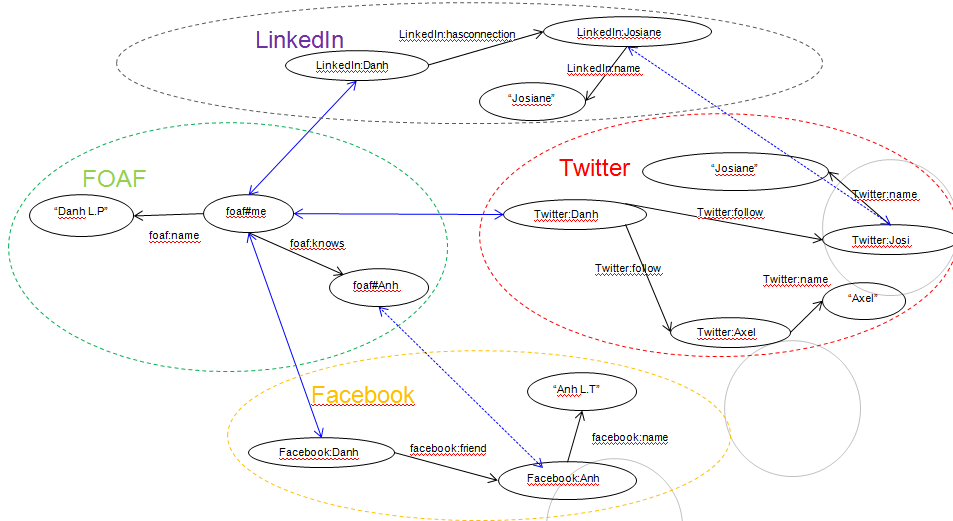 LinkedIn
LinkedIn:hasconnection
LinkedIn:Josiane
LinkedIn:Danh
LinkedIn:name
“Josiane”
FOAF
“Danh L.P”
foaf#me
foaf:name
foaf:knows
foaf#Anh
Twitter
“Josiane”
Twitter:name
Twitter:Danh
Twitter:follow
Twitter:Josi
Twitter:follow
Twitter:name
“Axel”
Twitter:Axel
Facebook
“Anh L.T”
facebook:name
Facebook:Danh
facebook:friend
Facebook:Anh